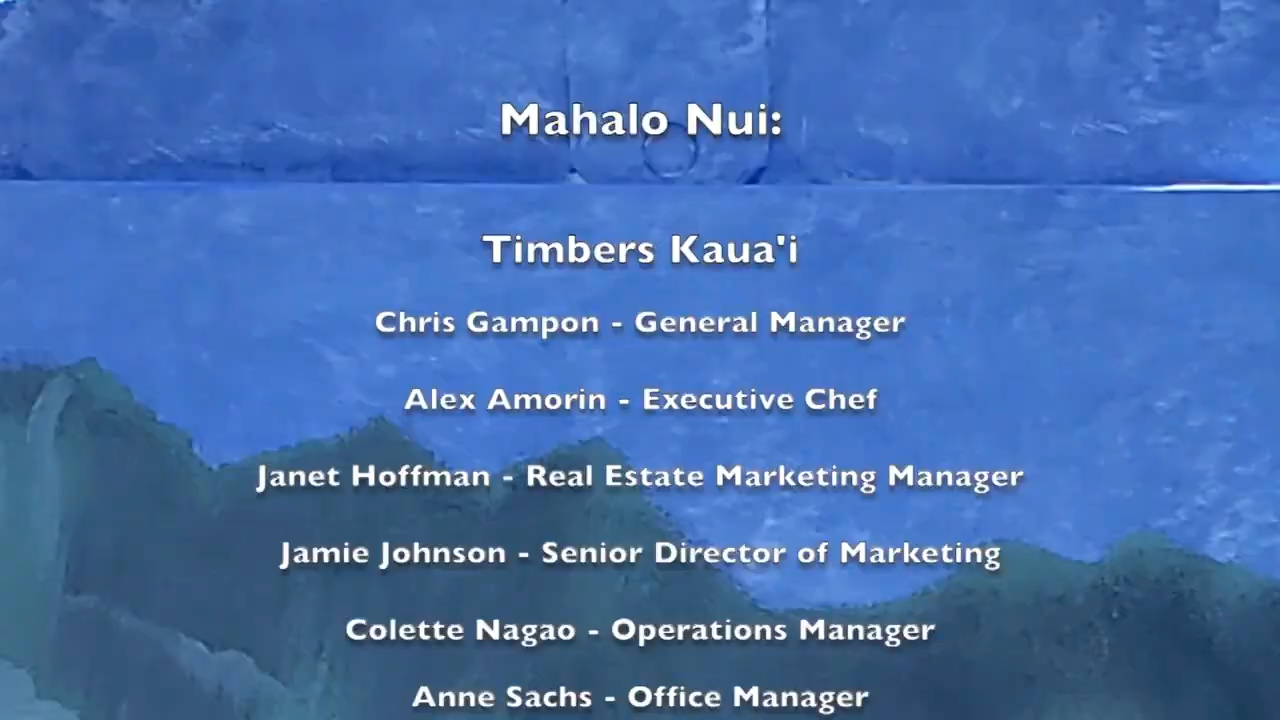 Mahalo Nui:
Timbers Kaua'i
Chris Gampon - General Manager
Alex Amorin - Executive Chef
Janet Hoffman - Real Estate Marketing Manager
Jamie Johnson - Senior Director of Marketing
Colette Nagao - Operations Manager
Anne Sachs - Office Manager